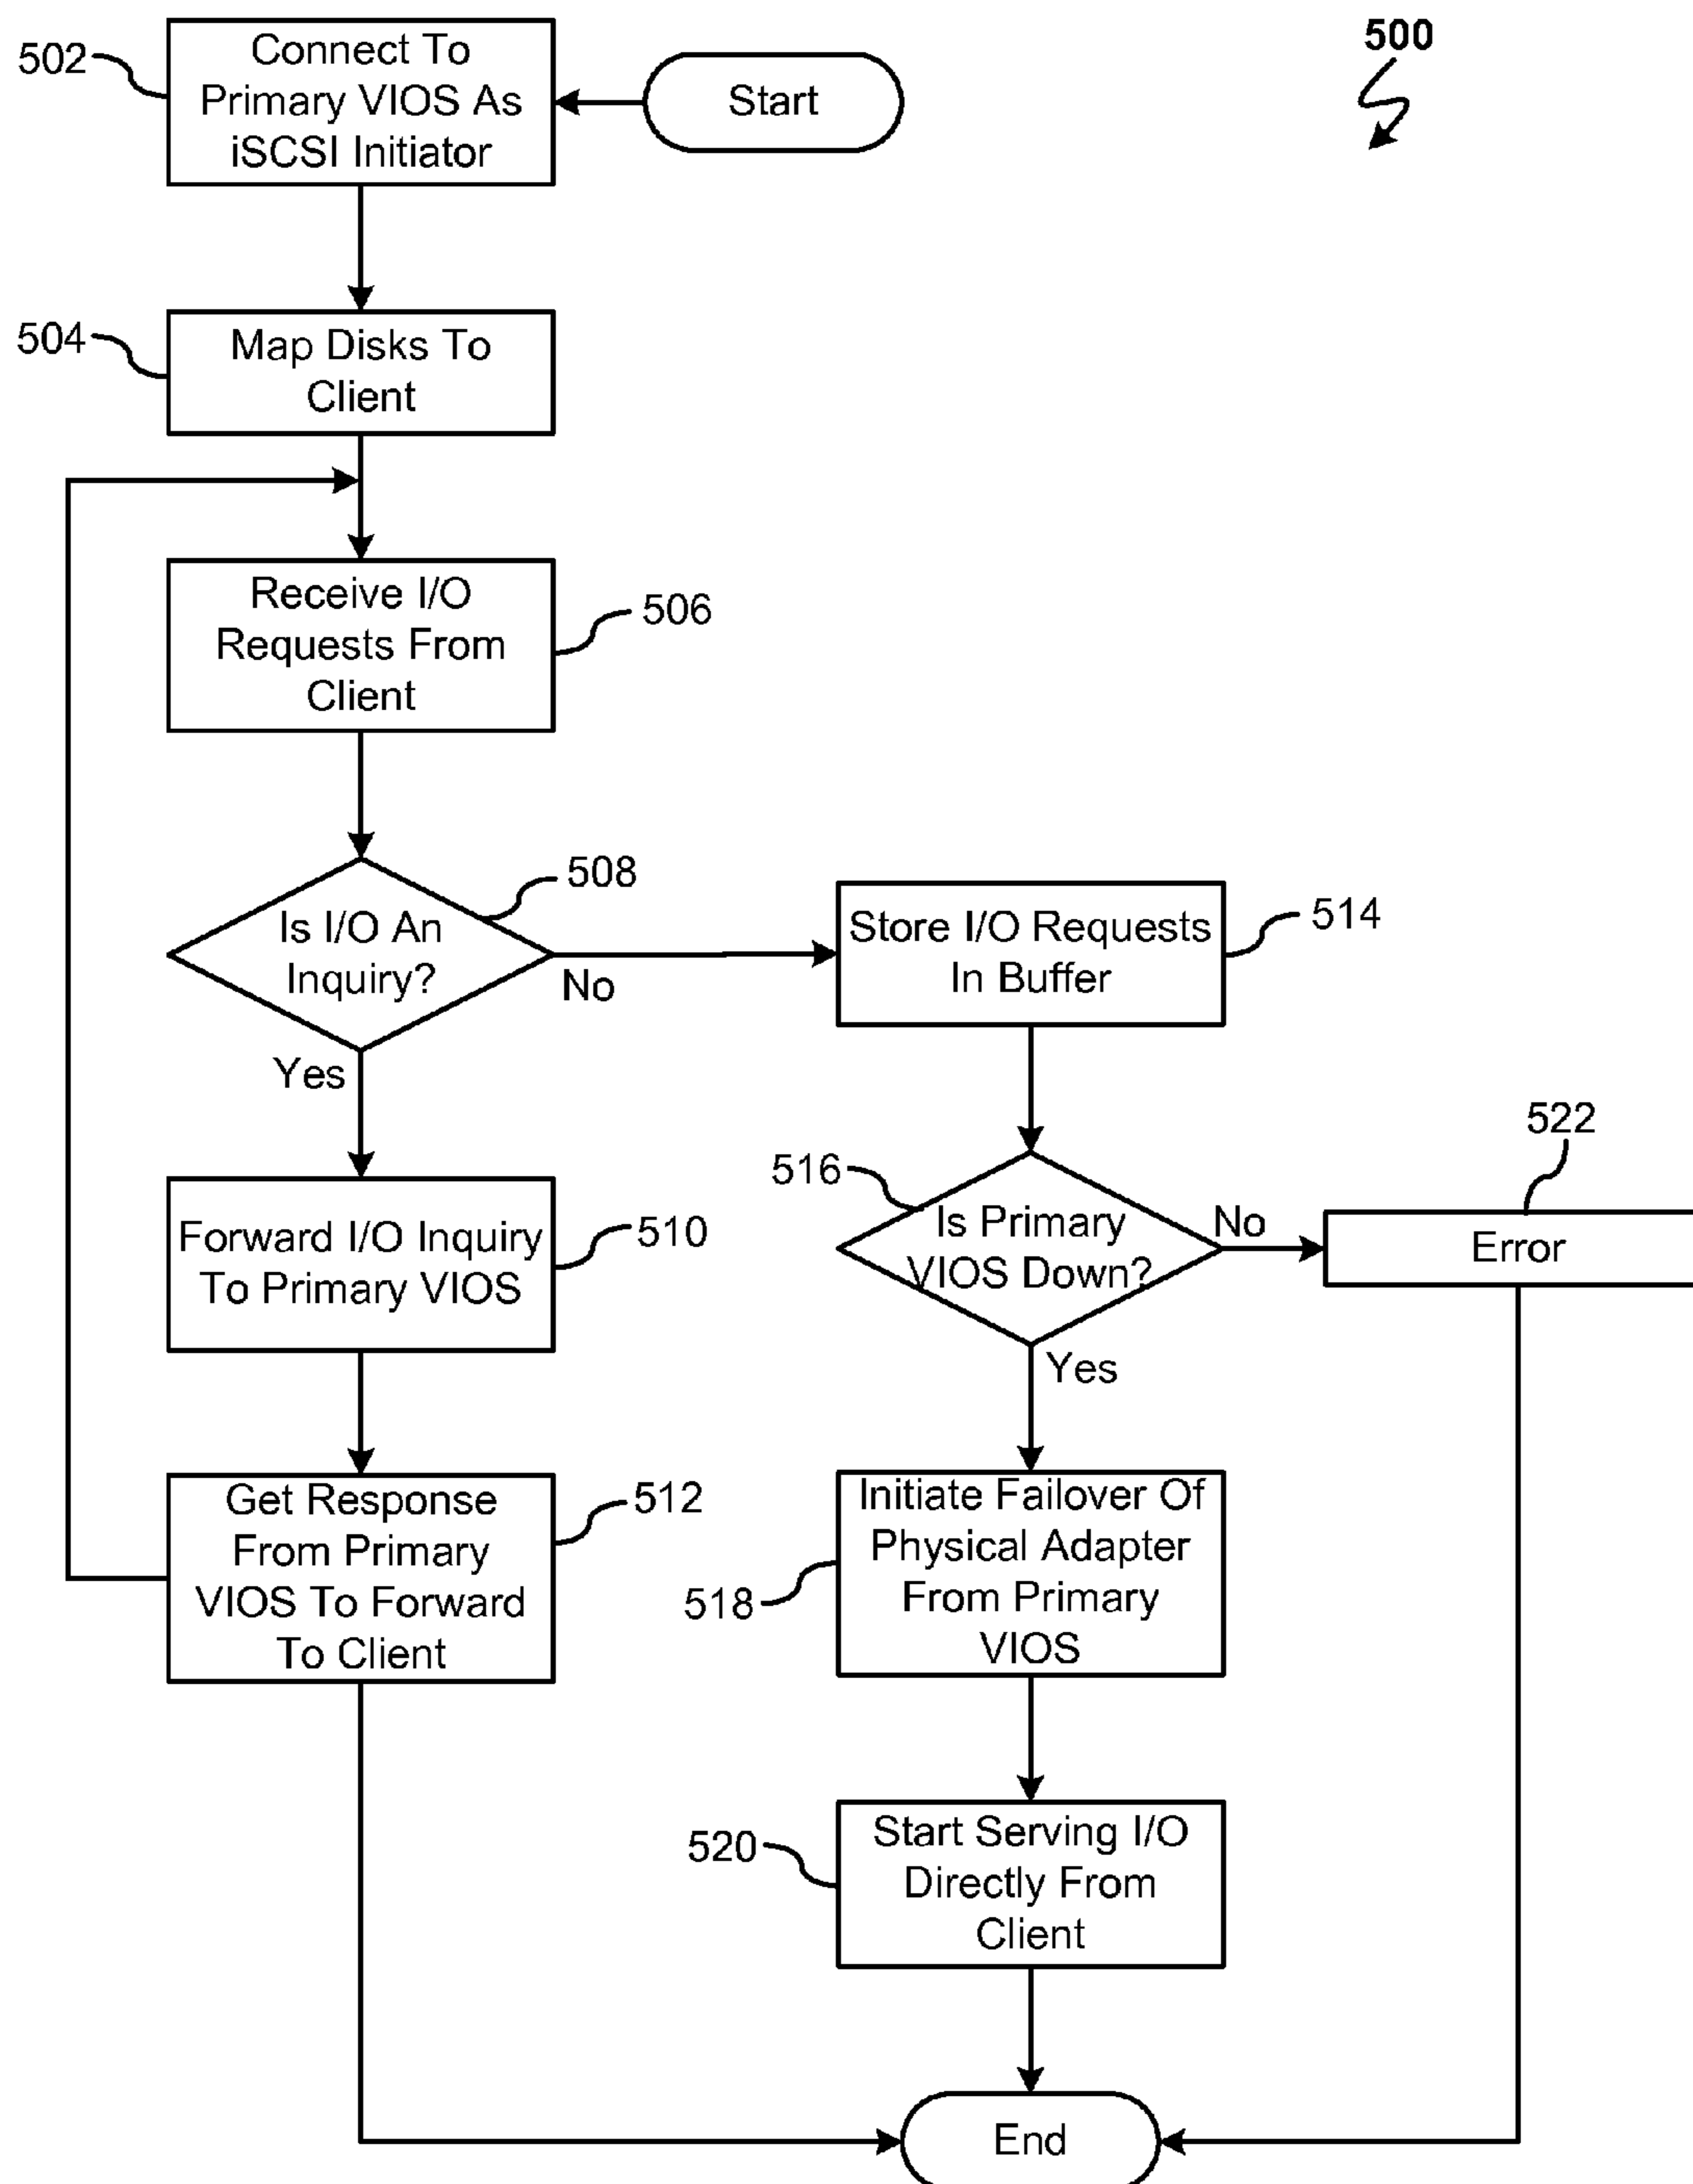 500
502
Connect To
Primary VIOS As
iSCSI Initiator
Start
504
Map Disks To
Client
Receive I/O
Requests From
Client
506
Is I/O An
Inquiry?
508
No
Yes
Store I/O Requests
In Buffer
514
Forward I/O Inquiry
To Primary VIOS
510
516
Is Primary
VIOS Down?
No
Yes
522
Error
Get Response
From Primary
VIOS To Forward
To Client
512
Initiate Failover Of
Physical Adapter
From Primary
VIOS
518
520
Start Serving I/O
Directly From
Client
End